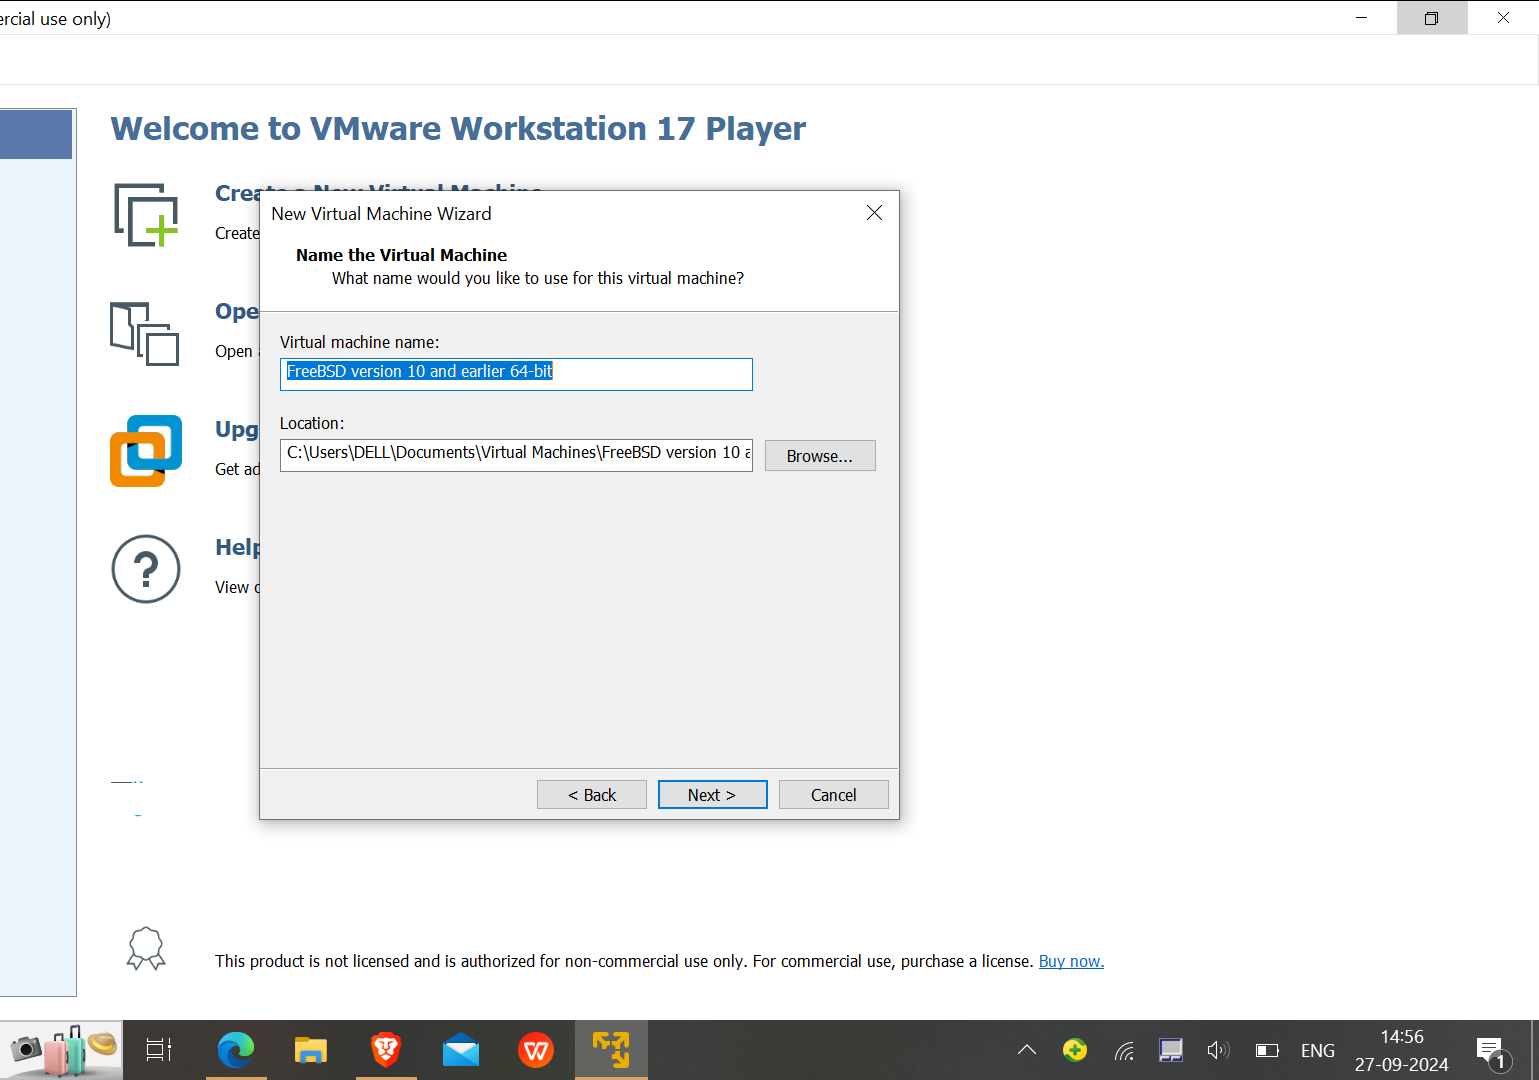 ercial use only)
Welcome to VMware Workstation 17 Player
Create
New Virtual Machine Wizard
Name the Virtual Machine
What name would you like to use for this virtual machine?
Open
Virtual machine name:
FreeBSD version 10 and earlier 64-bit
Location:
C:\Users\DELL\Documents\Virtual Machines\FreeBSD version 10 a
Browse...
Upg
Get ad
Help
View
< Back
Next >
Cancel
This product is not licensed and is authorized for non-commercial use only. For commercial use, purchase a license. Buy now.
ENG
14:56
27-09-2024
1